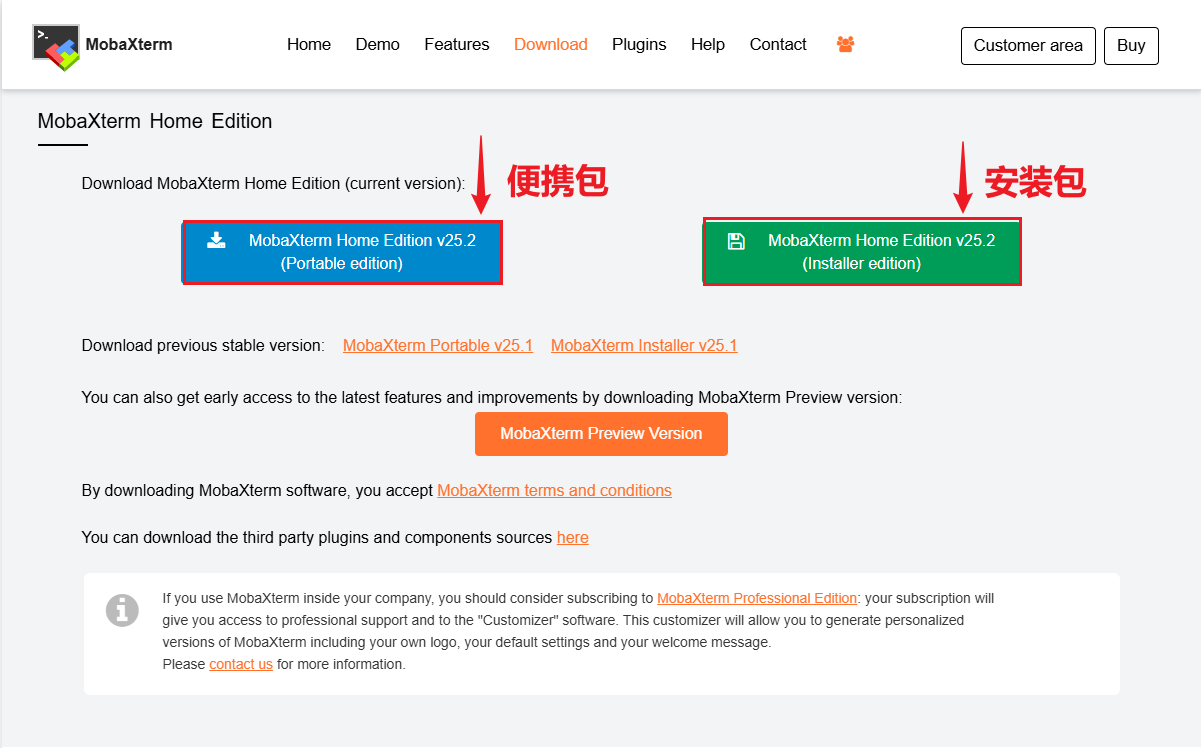 MobaXterm
Home Demo Features Download Plugins Help Contact Customer area Buy
MobaXterm Home Edition
Download MobaXterm Home Edition (current version):
便携包
安装包
MobaXterm Home Edition v25.2
(Portable edition)
MobaXterm Home Edition v25.2
(Installer edition)
Download previous stable version: MobaXterm Portable v25.1 MobaXterm Installer v25.1
You can also get early access to the latest features and improvements by downloading MobaXterm Preview version:
MobaXterm Preview Version
By downloading MobaXterm software, you accept MobaXterm terms and conditions
You can download the third party plugins and components sources here
If you use MobaXterm inside your company, you should consider subscribing to MobaXterm Professional Edition: your subscription will
give you access to professional support and to the "Customizer" software. This customizer will allow you to generate personalized
versions of MobaXterm including your own logo, your default settings and your welcome message.
Please contact us for more information.